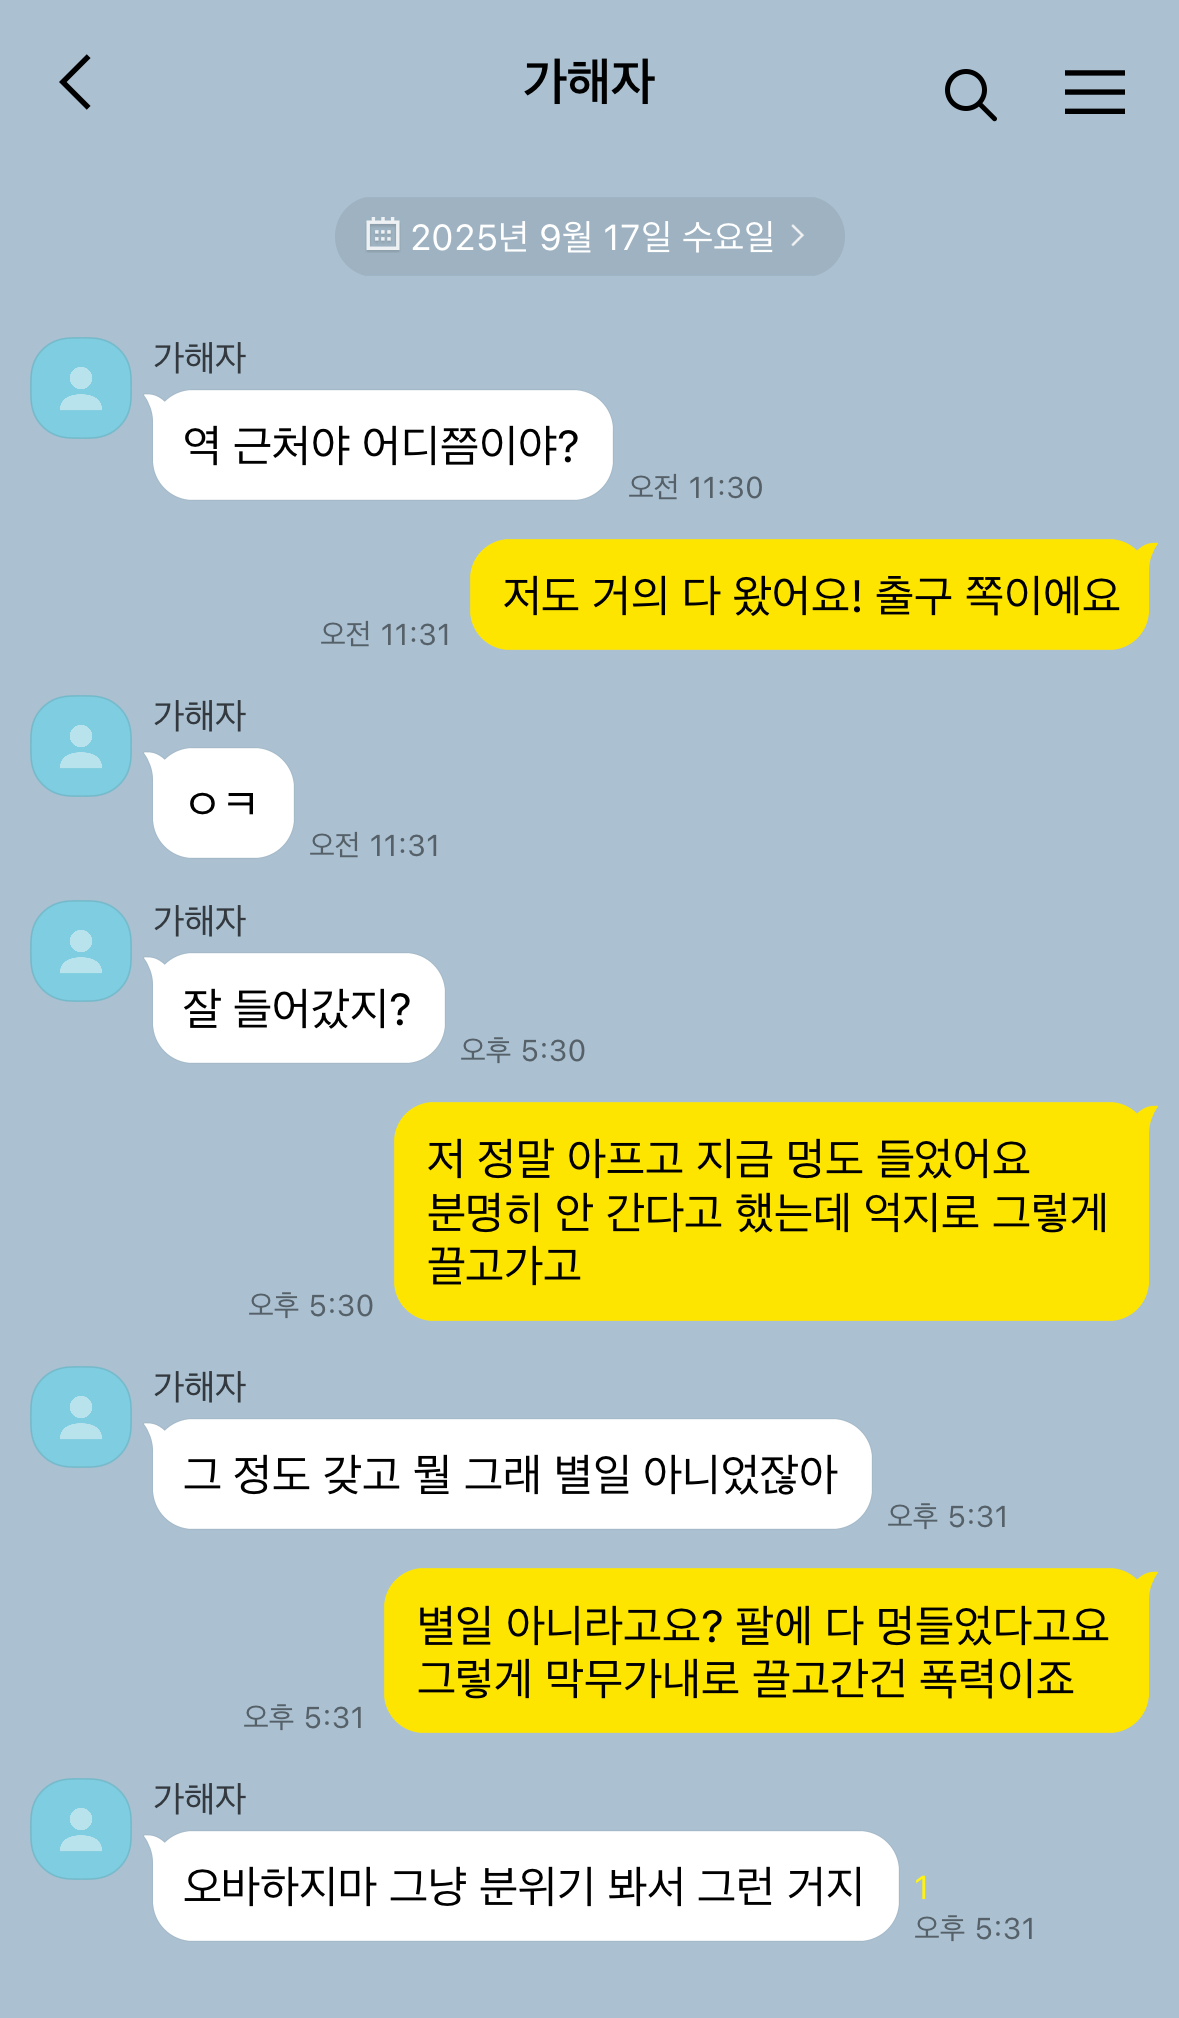 가해자
2025년 9월 17일 수요일
가해자
역 근처야 어디쯤이야?
오전 11:30
저도 거의 다 왔어요! 출구 쪽이에요
오전 11:31
가해자
ㅇㅋ
오전 11:31
가해자
잘 들어갔지?
오후 5:30
저 정말 아프고 지금 멍도 들었어요
분명히 안 간다고 했는데 억지로 그렇게
끌고가고
오후 5:30
가해자
그 정도 갖고 뭘 그래 별일 아니었잖아
오후 5:31
별일 아니라고요? 팔에 다 멍들었다고요
그렇게 막무가내로 끌고간건 폭력이죠
오후 5:31
가해자
오바하지마 그냥 분위기 봐서 그런 거지
1
오후 5:31